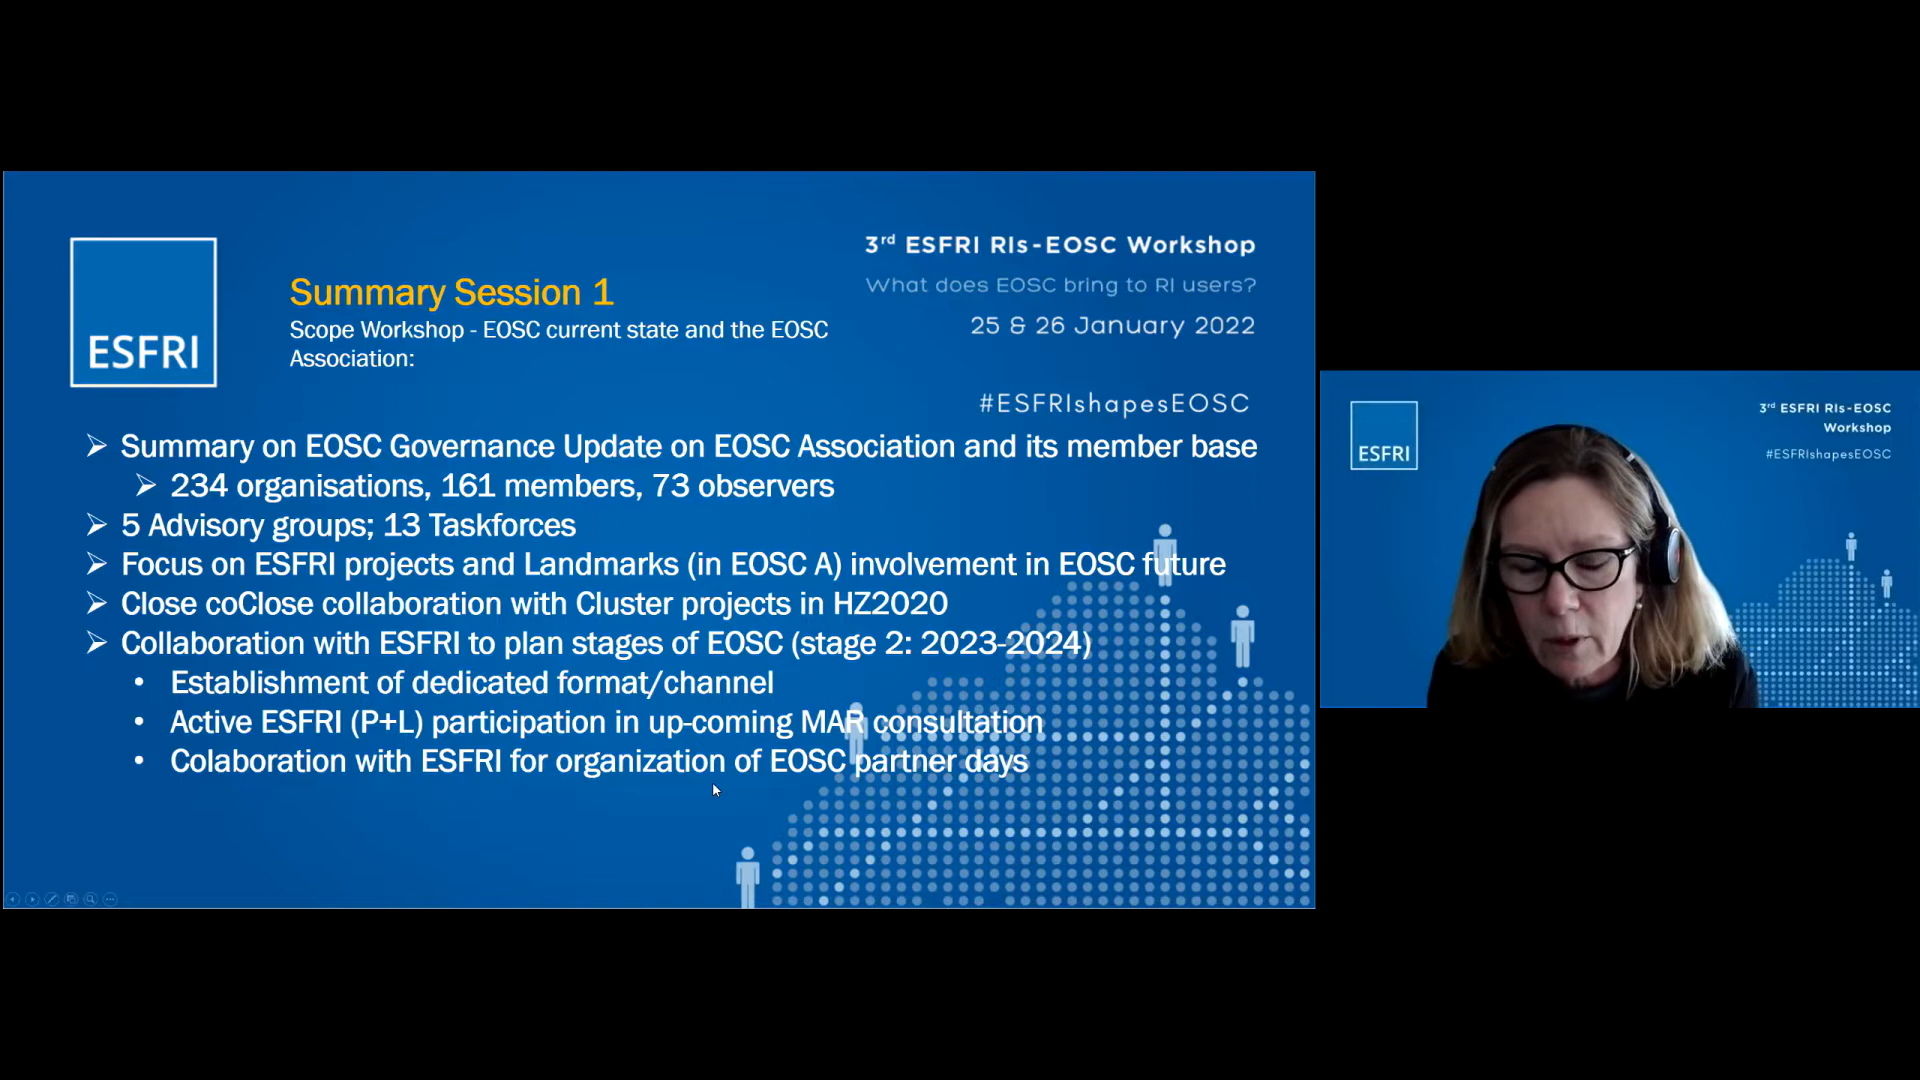 ESFRI
3rd ESFRI RIs-EOSC Workshop
What does EOSC bring to RI users?
25 & 26 January 2022
#ESFRIshapesEOSC
Summary Session 1
Scope Workshop - EOSC current state and the EOSC
Association:
➢ Summary on EOSC Governance Update on EOSC Association and its member base
➢ 234 organisations, 161 members, 73 observers
➢ 5 Advisory groups; 13 Taskforces
➢ Focus on ESFRI projects and Landmarks (in EOSC A) involvement in EOSC future
➢ Close coClose collaboration with Cluster projects in HZ2020
➢ Collaboration with ESFRI to plan stages of EOSC (stage 2: 2023-2024)
• Establishment of dedicated format/channel
• Active ESFRI (P+L) participation in up-coming MAR consultation
• Colaboration with ESFRI for organization of EOSC partner days
ESFRI
3rd ESFRI RIs-EOSC
Workshop
#ESFRIshapesEOSC